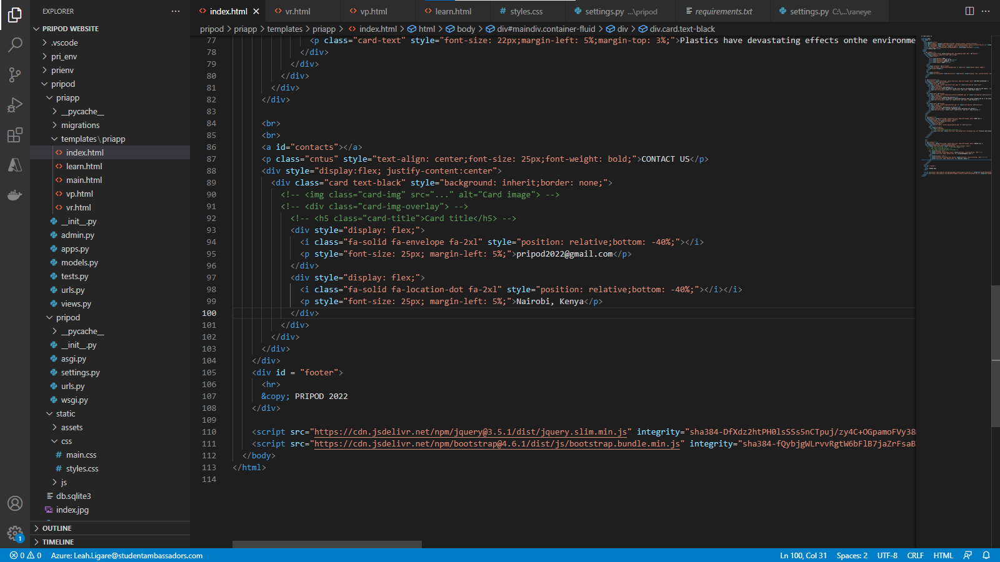 EXPLORER
PRIPOD WEBSITE
.vscode
pri_env
prienv
pripod
priapp
__pycache__
migrations
templates\priapp
index.html
learn.html
main.html
vp.html
vr.html
__init__.py
admin.py
apps.py
models.py
tests.py
urls.py
views.py
pripod
__pycache__
__init__.py
asgi.py
settings.py
urls.py
wsgi.py
static
assets
css
main.css
styles.css
js
db.sqlite3
index.jpg
OUTLINE
TIMELINE
index.html vr.html vp.html learn.html styles.css settings.py ...\pripod requirements.txt settings.py C:\...\raneye
pripod > priapp > templates > priapp > index.html > html > body > div#maindiv.container-fluid > div > div.card.text-black
77 <p class="card-text" style="font-size: 22px;margin-left: 5%;margin-top: 3%;">Plastics have devastating effects onthe environme
78 </div>
79 </div>
80 </div>
81 </div>
82 </div>
83
84 <br>
85 <br>
86 <a id="contacts"></a>
87 <p class="cntus" style="text-align: center;font-size: 25px;font-weight: bold;">CONTACT US</p>
88 <div style="display:flex; justify-content:center">
89 <div class="card text-black" style="background: inherit;border: none;">
90 <!-- <img class="card-img" src="..." alt="Card image"> -->
91 <!-- <div class="card-img-overlay"> -->
92 <!-- <h5 class="card-title">Card title</h5> -->
93 <div style="display: flex;">
94 <i class="fa-solid fa-envelope fa-2xl" style="position: relative;bottom: -40%;"></i>
95 <p style="font-size: 25px; margin-left: 5%;">pripod2022@gmail.com</p>
96 </div>
97 <div style="display: flex;">
98 <i class="fa-solid fa-location-dot fa-2xl" style="position: relative;bottom: -40%;"></i></i>
99 <p style="font-size: 25px; margin-left: 5%;">Nairobi, Kenya</p>
100 </div>
101 </div>
102 </div>
103 </div>
104 </div>
105 <div id = "footer">
106 <hr>
107 &copy; PRIPOD 2022
108 </div>
109
110 <script src="https://cdn.jsdelivr.net/npm/jquery@3.5.1/dist/jquery.slim.min.js" integrity="sha384-DfXdz2htPH0lsSSs5nCTpuj/zy4C+OGpamoFVy38
111 <script src="https://cdn.jsdelivr.net/npm/bootstrap@4.6.1/dist/js/bootstrap.bundle.min.js" integrity="sha384-fQybjgWLrvvRgtW6bFlB7jaZrFsaB
112 </body>
113 </html>
114
1
0 0 Azure: Leah.Ligare@studentambassadors.com Ln 100, Col 31 Spaces: 2 UTF-8 CRLF HTML